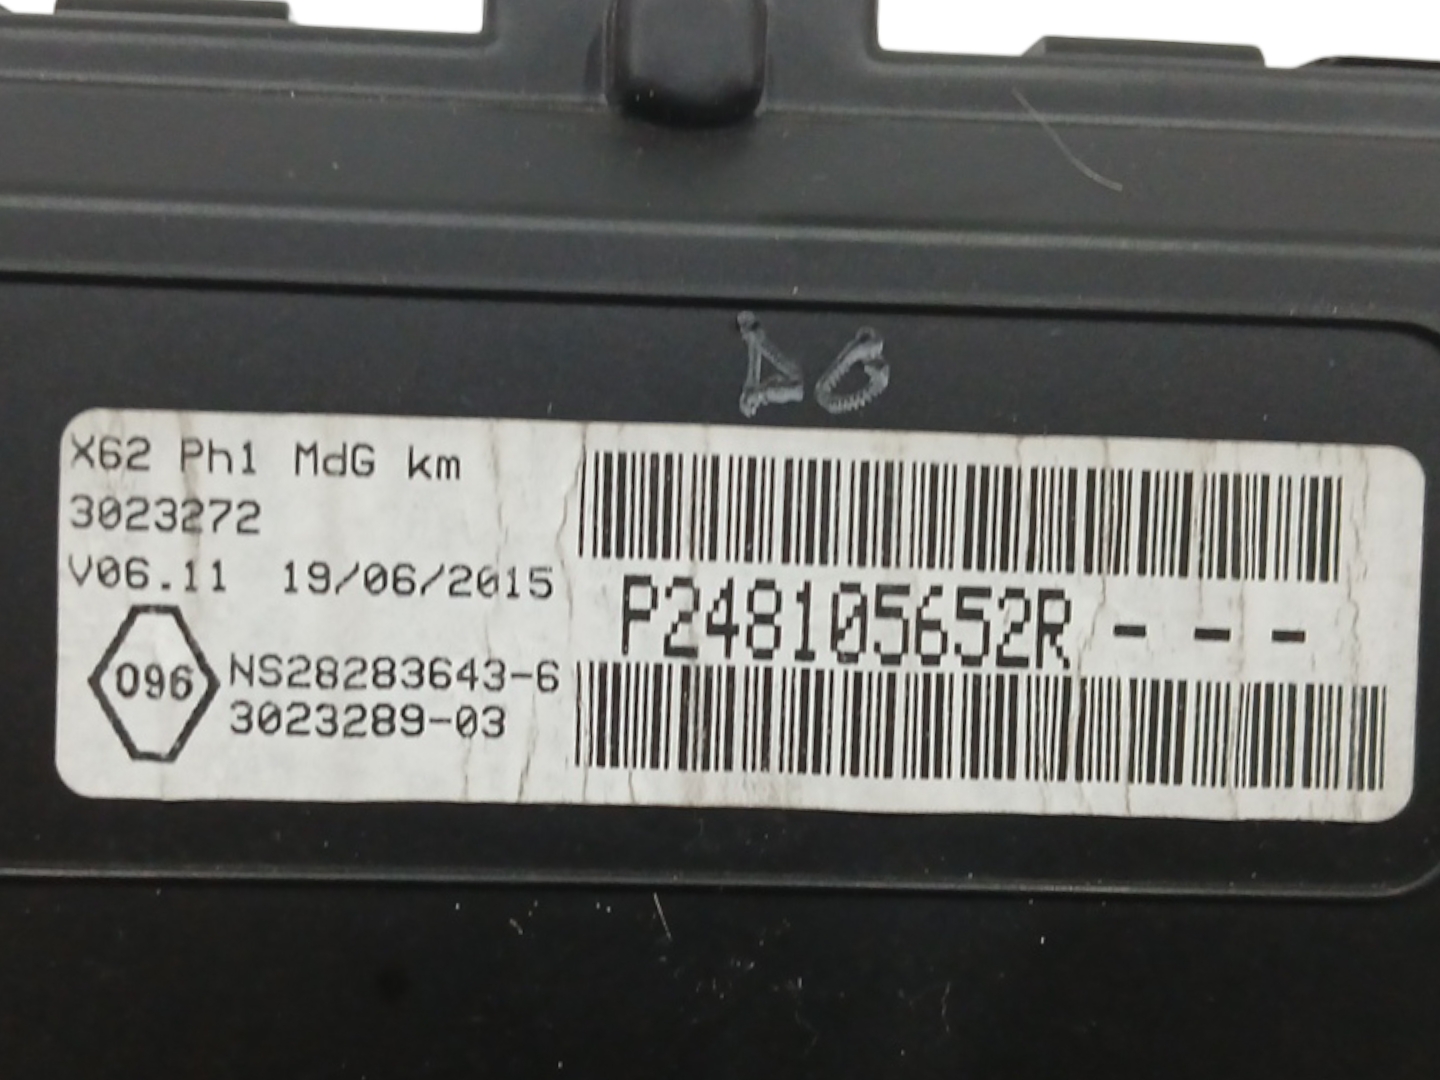 X62 Ph1 MdG km
3023272
V06.11 19/06/2015
096
NS28283643-6
3023289-03
P248105652R - - -